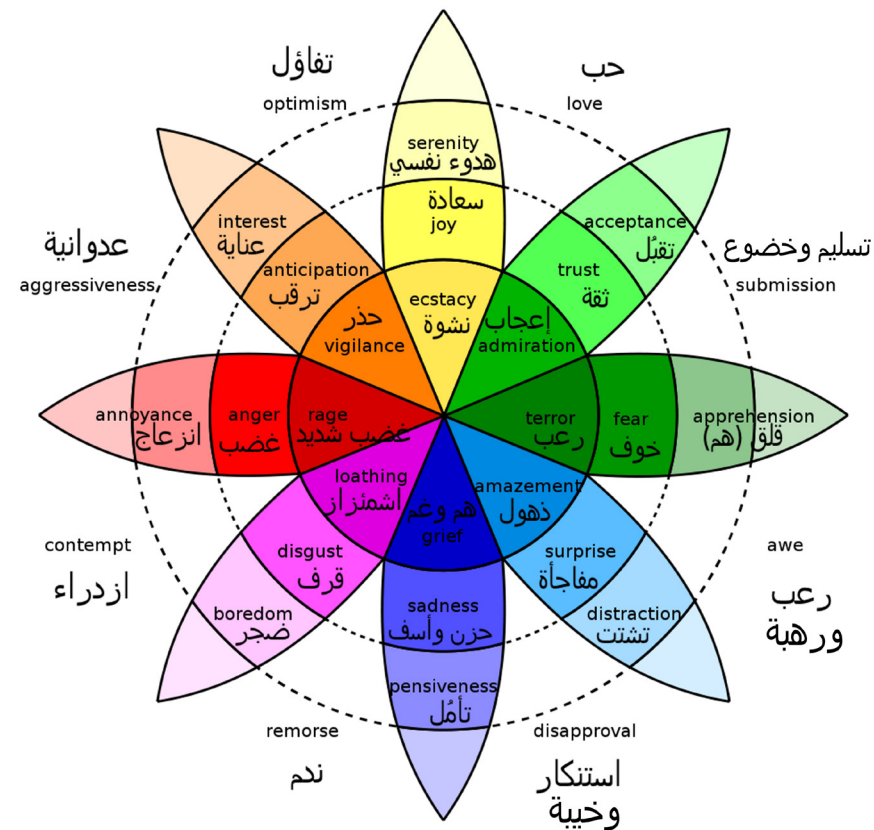 تفاؤل
optimism
حب
love
serenity
هدوء نفسي
سعادة
joy
ecstacy
نشوة
interest
عناية
anticipation
ترقب
حذر
vigilance
acceptance
تقبُل
trust
ثقة
إعجاب
admiration
عدوانية
aggressiveness
تسليم وخضوع
submission
annoyance
انزعاج
anger
غضب
rage
غضب شديد
terror
رعب
fear
خوف
apprehension
قلق (هم)
loathing
اشمئزاز
هم وغم
grief
amazement
ذهول
disgust
قرف
surprise
مفاجأة
contempt
ازدراء
awe
رعب
ورهبة
boredom
ضجر
sadness
حزن وأسف
distraction
تشتت
pensiveness
تأمُل
remorse
ندم
disapproval
استنكار
وخيبة